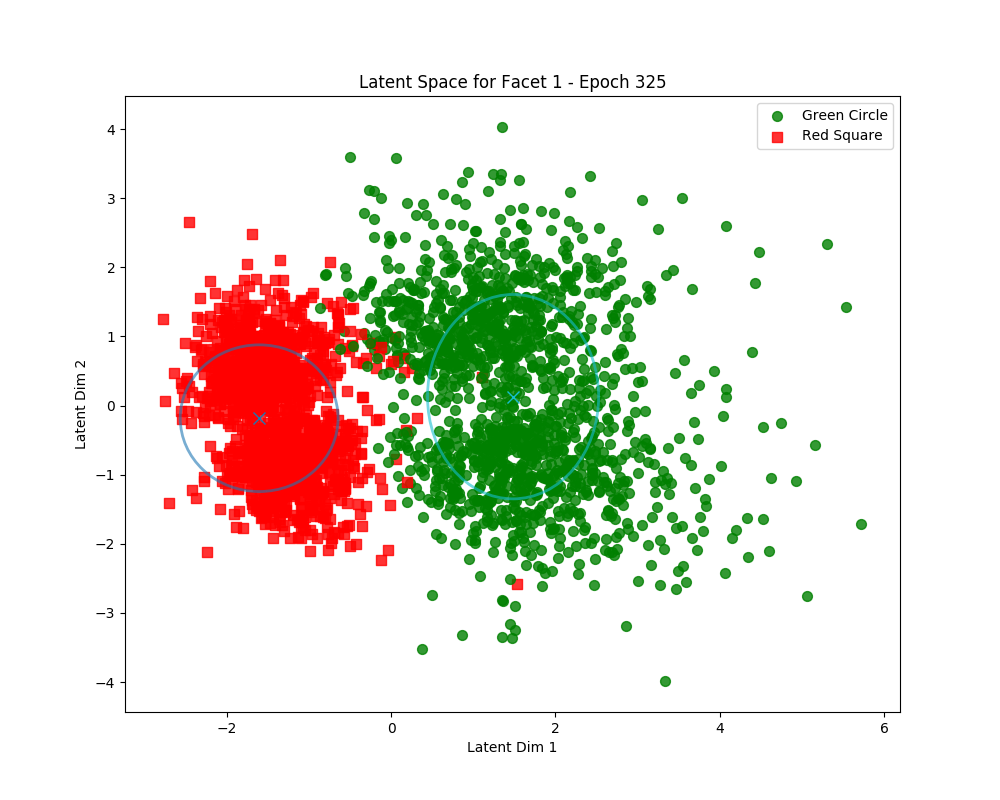 Latent Space for Facet 1 - Epoch 325
Green Circle
Red Square
4
3
2
1
0
−1
−2
−3
−4
Latent Dim 2
−2
0
2
4
6
Latent Dim 1